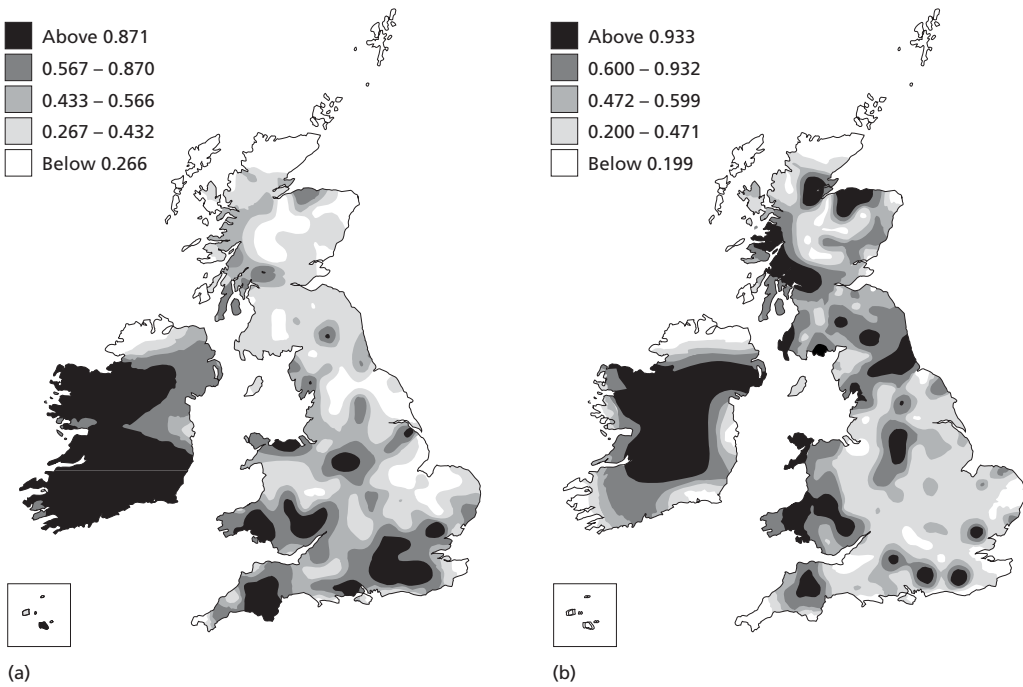 Above 0.871
0.567 – 0.870
0.433 – 0.566
0.267 – 0.432
Below 0.266
(a)
Above 0.933
0.600 – 0.932
0.472 – 0.599
0.200 – 0.471
Below 0.199
(b)